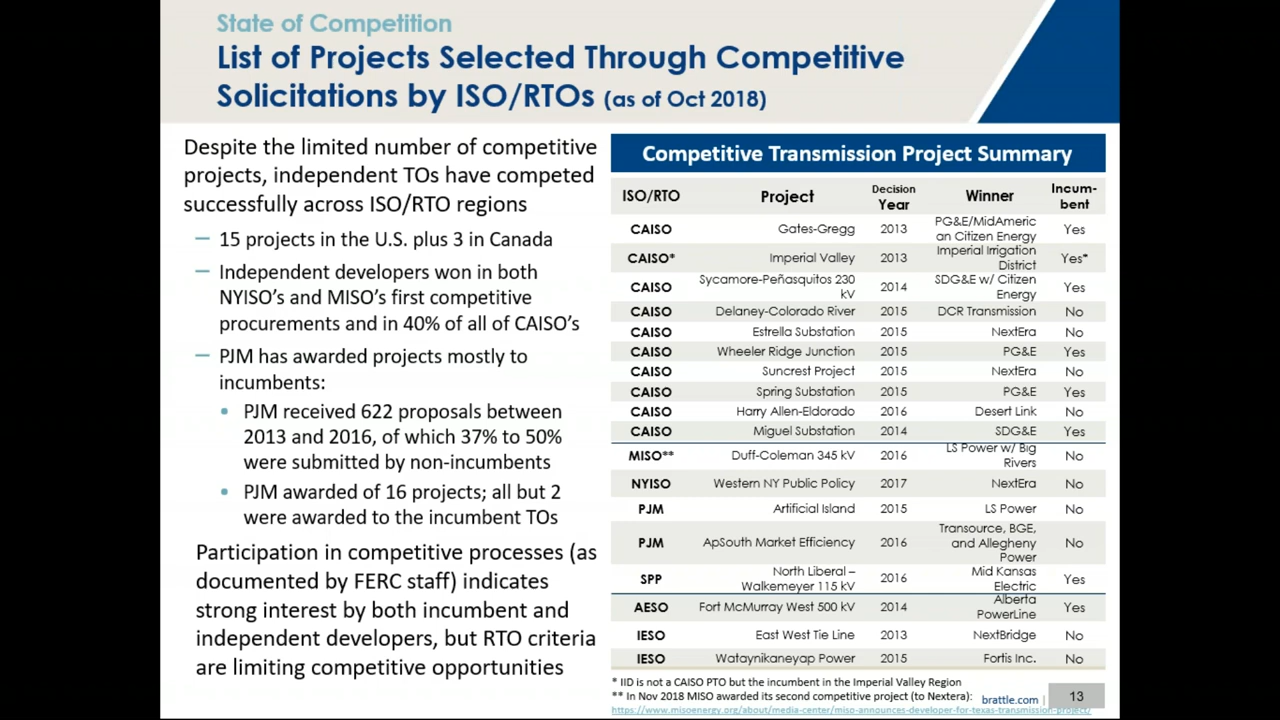 State of Competition
List of Projects Selected Through Competitive
Solicitations by ISO/RTOs (as of Oct 2018)
Despite the limited number of competitive
projects, independent TOs have competed
successfully across ISO/RTO regions
– 15 projects in the U.S. plus 3 in Canada
– Independent developers won in both
NYISO's and MISO's first competitive
procurements and in 40% of all of CAISO's
– PJM has awarded projects mostly to
incumbents:
• PJM received 622 proposals between
2013 and 2016, of which 37% to 50%
were submitted by non-incumbents
• PJM awarded of 16 projects; all but 2
were awarded to the incumbent TOs
Participation in competitive processes (as
documented by FERC staff) indicates
strong interest by both incumbent and
independent developers, but RTO criteria
are limiting competitive opportunities
Competitive Transmission Project Summary
ISO/RTO Project Decision Year Winner Incum-bent
CAISO Gates-Gregg 2013 PG&E/MidAmerican Citizen Energy Yes
CAISO* Imperial Valley 2013 Imperial Irrigation District Yes*
CAISO Sycamore-Peñasquitos 230 kV 2014 SDG&E w/ Citizen Energy Yes
CAISO Delaney-Colorado River 2015 DCR Transmission No
CAISO Estrella Substation 2015 NextEra No
CAISO Wheeler Ridge Junction 2015 PG&E Yes
CAISO Suncrest Project 2015 NextEra No
CAISO Spring Substation 2015 PG&E Yes
CAISO Harry Allen-Eldorado 2016 Desert Link No
CAISO Miguel Substation 2014 SDG&E Yes
MISO** Duff-Coleman 345 kV 2016 LS Power w/ Big Rivers No
NYISO Western NY Public Policy 2017 NextEra No
PJM Artificial Island 2015 LS Power No
PJM ApSouth Market Efficiency 2016 Transource, BGE, and Allegheny Power No
SPP North Liberal – Walkemeyer 115 kV 2016 Mid Kansas Electric Yes
AESO Fort McMurray West 500 kV 2014 Alberta PowerLine Yes
IESO East West Tie Line 2013 NextBridge No
IESO Wataynikaneyap Power 2015 Fortis Inc. No
* IID is not a CAISO PTO but the incumbent in the Imperial Valley Region
** In Nov 2018 MISO awarded its second competitive project (to Nextera):
https://www.misoenergy.org/about/media-center/miso-announces-developer-for-texas-transmission-project/
brattle.com | 13